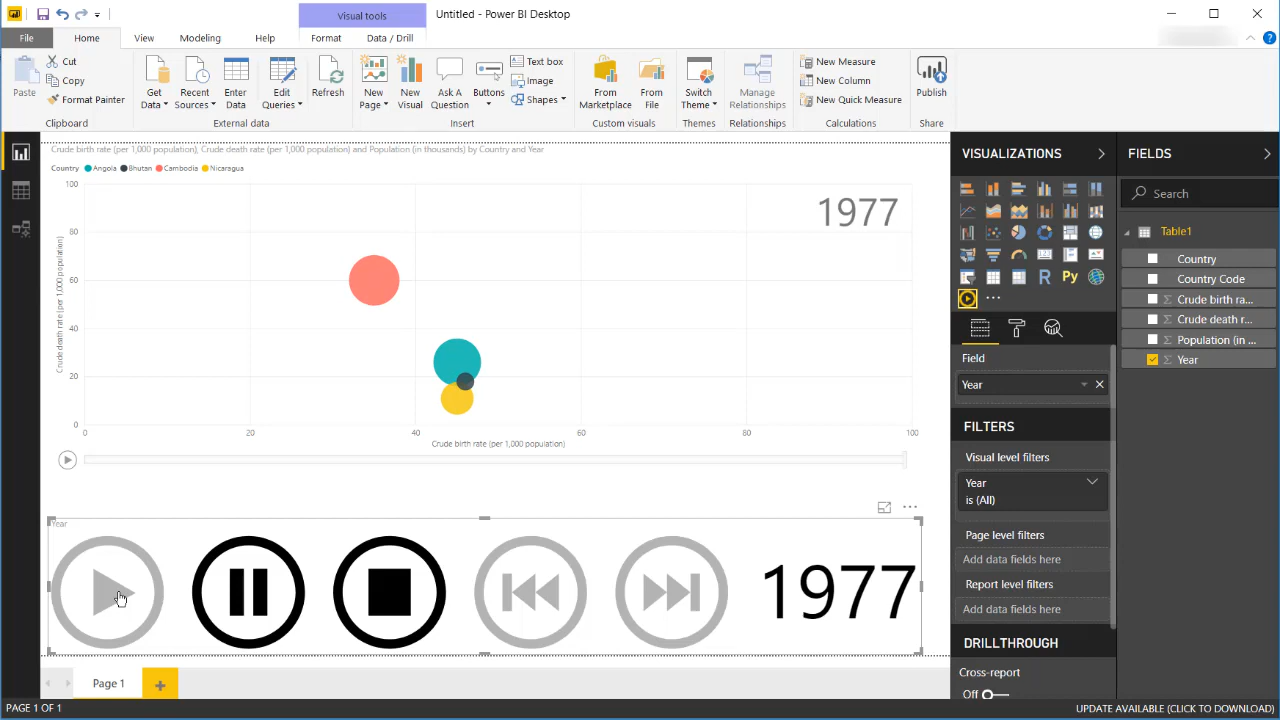 Visual tools
Untitled - Power BI Desktop
File
Home
View
Modeling
Help
Format
Data / Drill
Paste
Cut
Copy
Format Painter
Clipboard
Get Data
Recent Sources
Enter Data
Edit Queries
Refresh
External data
New Page
New Visual
Ask A Question
Buttons
Text box
Image
Shapes
Insert
From Marketplace
From File
Custom visuals
Switch Theme
Themes
Manage Relationships
Relationships
New Measure
New Column
New Quick Measure
Calculations
Publish
Share
Crude birth rate (per 1,000 population), Crude death rate (per 1,000 population) and Population (in thousands) by Country and Year
Country Angola Bhutan Cambodia Nicaragua
1977
100
80
60
40
20
0
Crude death rate (per 1,000 population)
0 20 40 60 80 100
Crude birth rate (per 1,000 population)
Year
1977
Page 1
PAGE 1 OF 1
VISUALIZATIONS
R
Py
Field
Year
FILTERS
Visual level filters
Year
is (All)
Page level filters
Add data fields here
Report level filters
Add data fields here
DRILLTHROUGH
Cross-report
Off
FIELDS
Search
Table1
Country
Country Code
Σ Crude birth ra...
Σ Crude death r...
Σ Population (in ...
Σ Year
UPDATE AVAILABLE (CLICK TO DOWNLOAD)